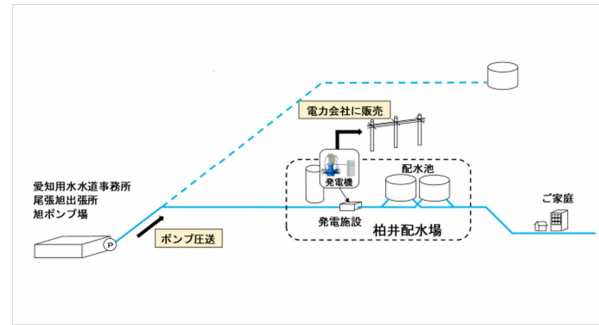 電力会社に販売
愛知用水水道事務所
尾張旭出張所
旭ポンプ場
P
ポンプ圧送
発電機
発電施設
配水池
柏井配水場
ご家庭